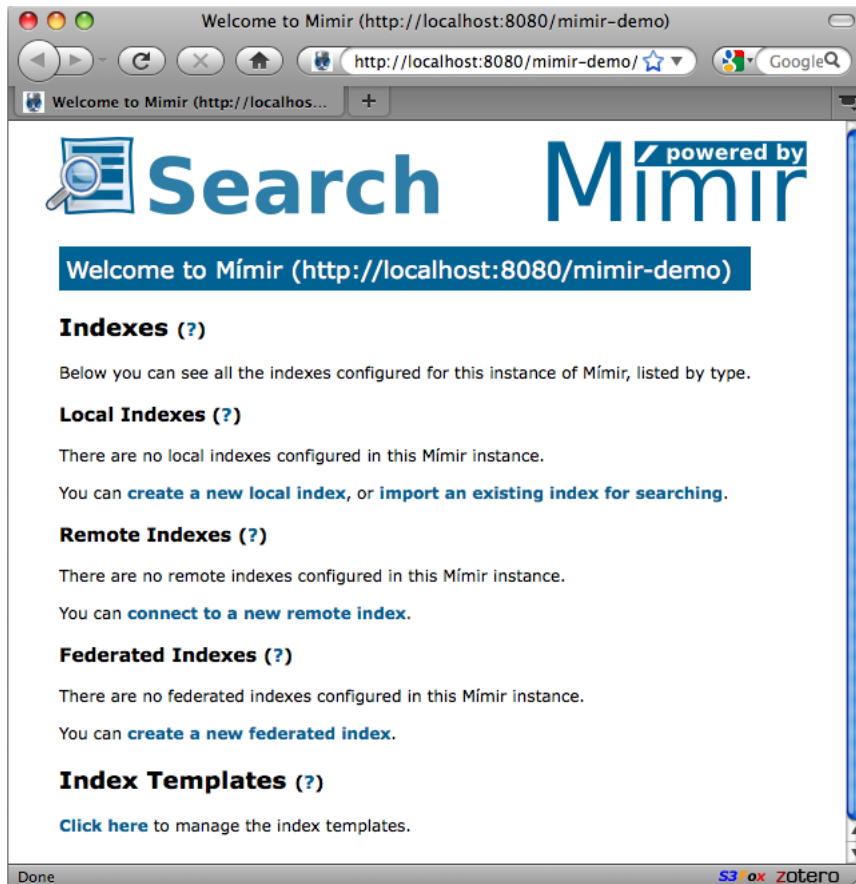 Welcome to Mimir (http://localhost:8080/mimir-demo)
http://localhost:8080/mimir-demo/
Google
Welcome to Mimir (http://localhos...
+
Search
powered by
Mímir
Welcome to Mímir (http://localhost:8080/mimir-demo)
Indexes (?)
Below you can see all the indexes configured for this instance of Mímir, listed by type.
Local Indexes (?)
There are no local indexes configured in this Mímir instance.
You can create a new local index, or import an existing index for searching.
Remote Indexes (?)
There are no remote indexes configured in this Mímir instance.
You can connect to a new remote index.
Federated Indexes (?)
There are no federated indexes configured in this Mímir instance.
You can create a new federated index.
Index Templates (?)
Click here to manage the index templates.
Done
S3Fox zotero